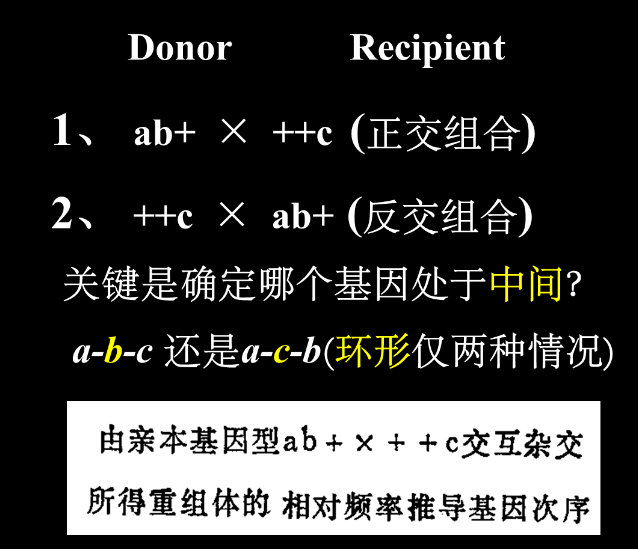 Donor Recipient
1、 ab+ × ++c (正交组合)
2、 ++c × ab+ (反交组合)
关键是确定哪个基因处于中间?
a-b-c 还是a-c-b(环形仅两种情况)
由亲本基因型ab+×++c交互杂交
所得重组体的 相对频率推导基因次序